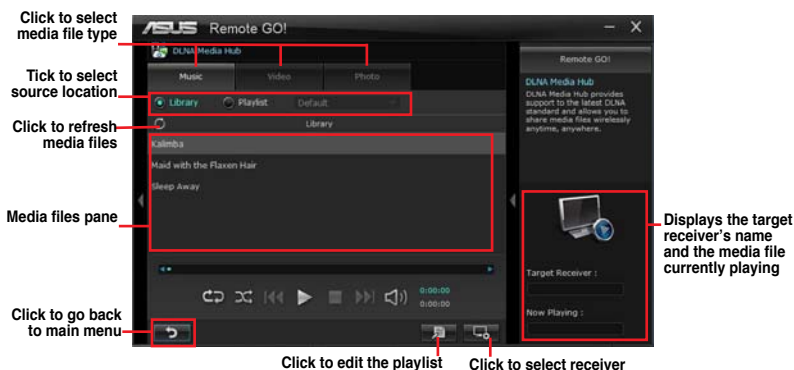 Click to select
media file type
Tick to select
source location
Click to refresh
media files
Media files pane
Click to go back
to main menu
ASUS Remote GO!
DLNA Media Hub
Music Video Photo
Library Playlist Default
Library
Kalimba
Maid with the Flaxen Hair
Sleep Away
0:00:00
0:00:00
Remote GO!
DLNA Media Hub
DLNA Media Hub provides
support to the latest DLNA
standard and allows you to
share media files wirelessly
anytime, anywhere.
Target Receiver :
Now Playing :
Displays the target
receiver's name
and the media file
currently playing
Click to edit the playlist
Click to select receiver